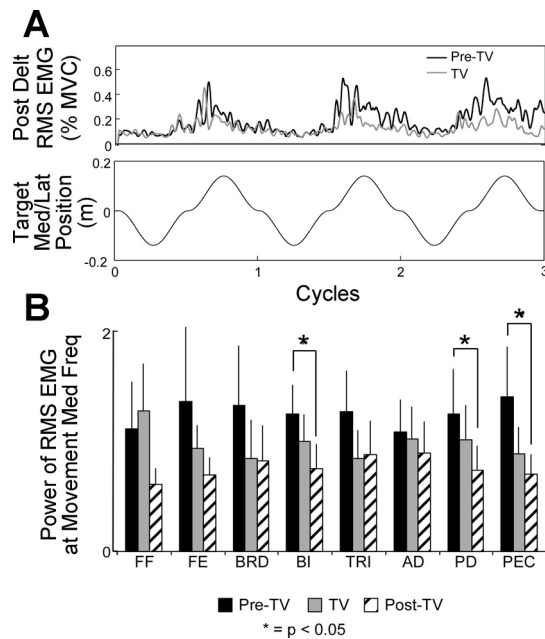 A
Post Delt
RMS EMG
(% MVC)
0.6
0.4
0.2
0
Pre-TV
TV
Target
Med/Lat
Position
(m)
0.2
0
-0.2
0
1
2
3
Cycles
B
Power of RMS EMG
at Movement Med Freq
2
0
*
*
*
FF
FE
BRD
BI
TRI
AD
PD
PEC
Pre-TV
TV
Post-TV
* = p < 0.05